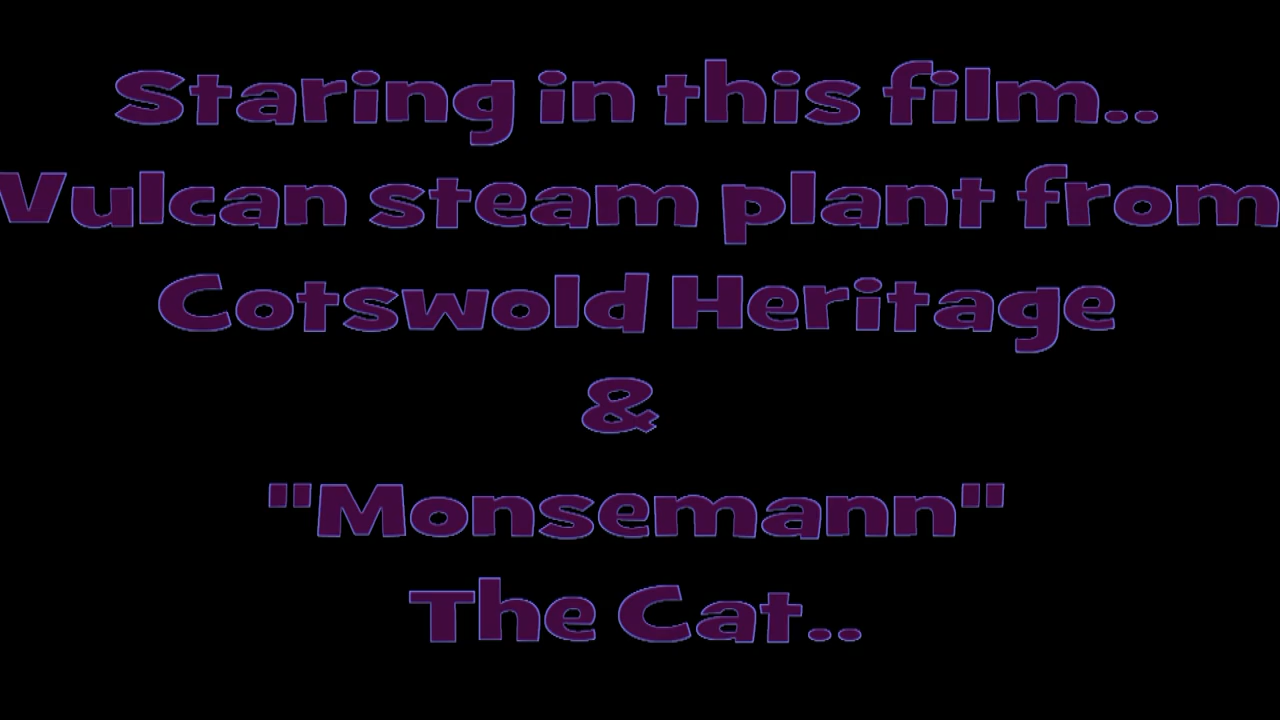 Staring in this film..
Vulcan steam plant from
Cotswold Heritage
&
"Monsemann"
The Cat..